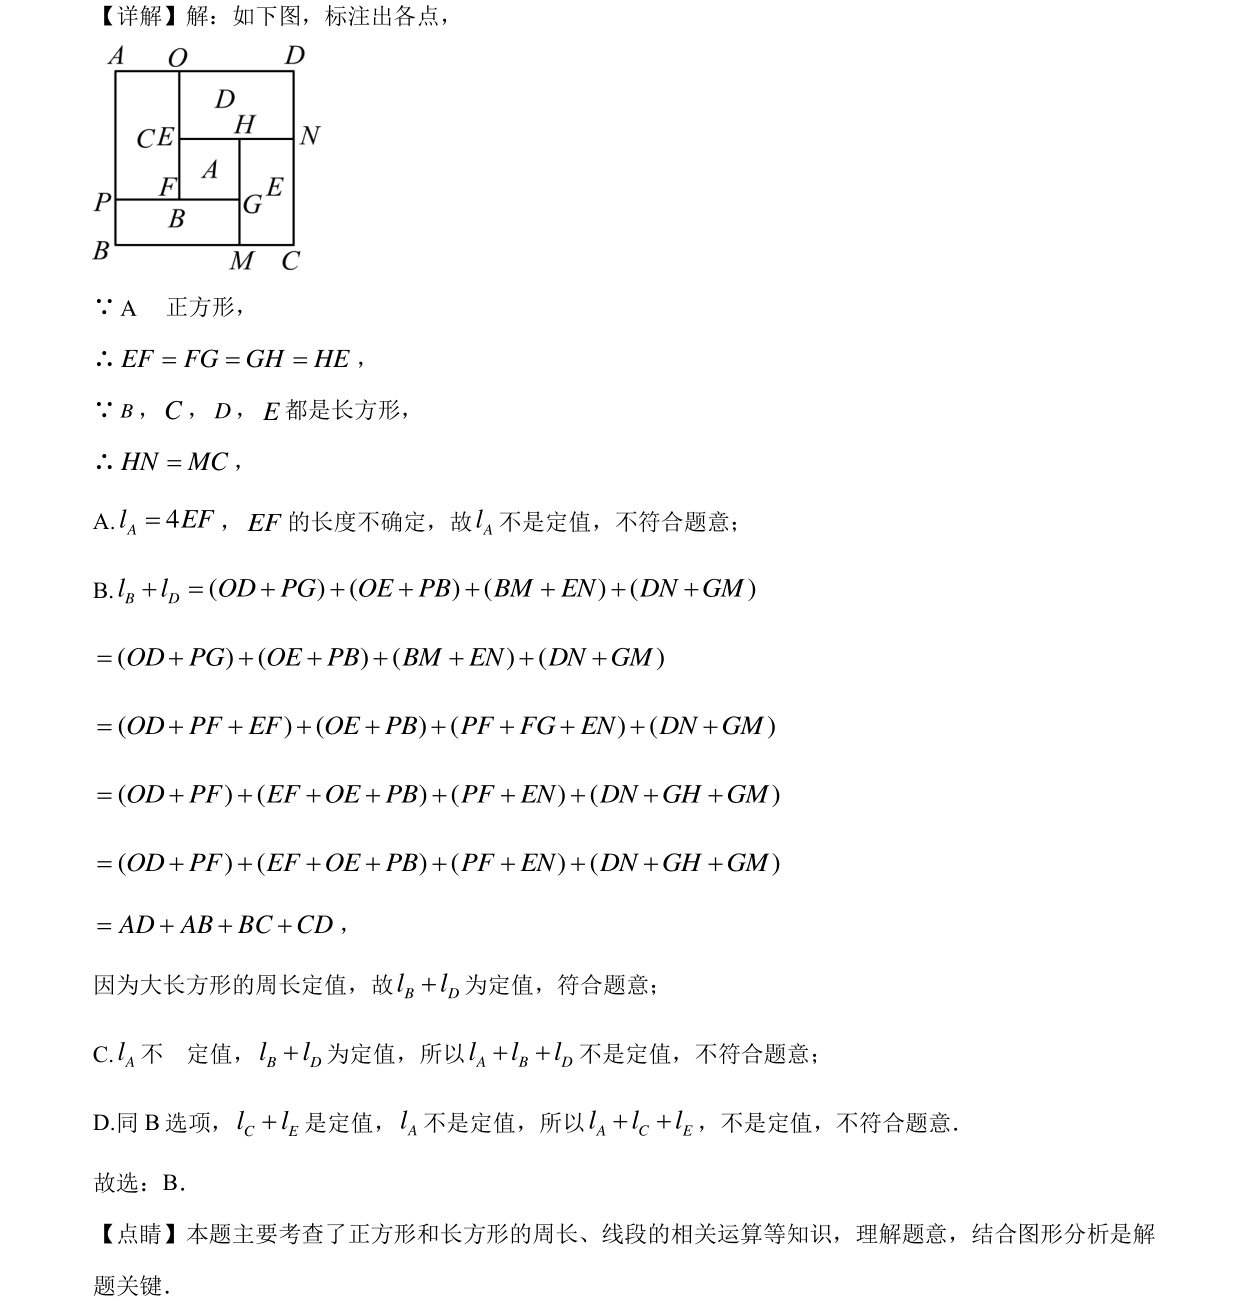 【详解】解：如下图，标注出各点，
A O D
D
H
C E N
A
F E
P G
B
B M C
∵ A 正方形，
∴ EF = FG = GH = HE，
∵ B，C，D，E 都是长方形，
∴ HN = MC，
A. l_A = 4EF，EF 的长度不确定，故 l_A 不是定值，不符合题意；
B. l_B + l_D = (OD + PG) + (OE + PB) + (BM + EN) + (DN + GM)
= (OD + PG) + (OE + PB) + (BM + EN) + (DN + GM)
= (OD + PF + EF) + (OE + PB) + (PF + FG + EN) + (DN + GM)
= (OD + PF) + (EF + OE + PB) + (PF + EN) + (DN + GH + GM)
= (OD + PF) + (EF + OE + PB) + (PF + EN) + (DN + GH + GM)
= AD + AB + BC + CD，
因为大长方形的周长定值，故 l_B + l_D 为定值，符合题意；
C. l_A 不 定值，l_B + l_D 为定值，所以 l_A + l_B + l_D 不是定值，不符合题意；
D.同 B 选项，l_C + l_E 是定值，l_A 不是定值，所以 l_A + l_C + l_E，不是定值，不符合题意．
故选：B．
【点睛】本题主要考查了正方形和长方形的周长、线段的相关运算等知识，理解题意，结合图形分析是解
题关键．